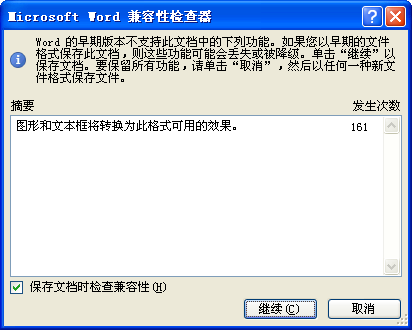 Microsoft Word 兼容性检查器
Word 的早期版本不支持此文档中的下列功能。如果您以早期的文件
格式保存此文档，则这些功能可能会丢失或被降级。单击“继续”以
保存文档。要保留所有功能，请单击“取消”，然后以任何一种新文
件格式保存文件。
摘要 发生次数
图形和文本框将转换为此格式可用的效果。 161
保存文档时检查兼容性(H)
继续(C) 取消